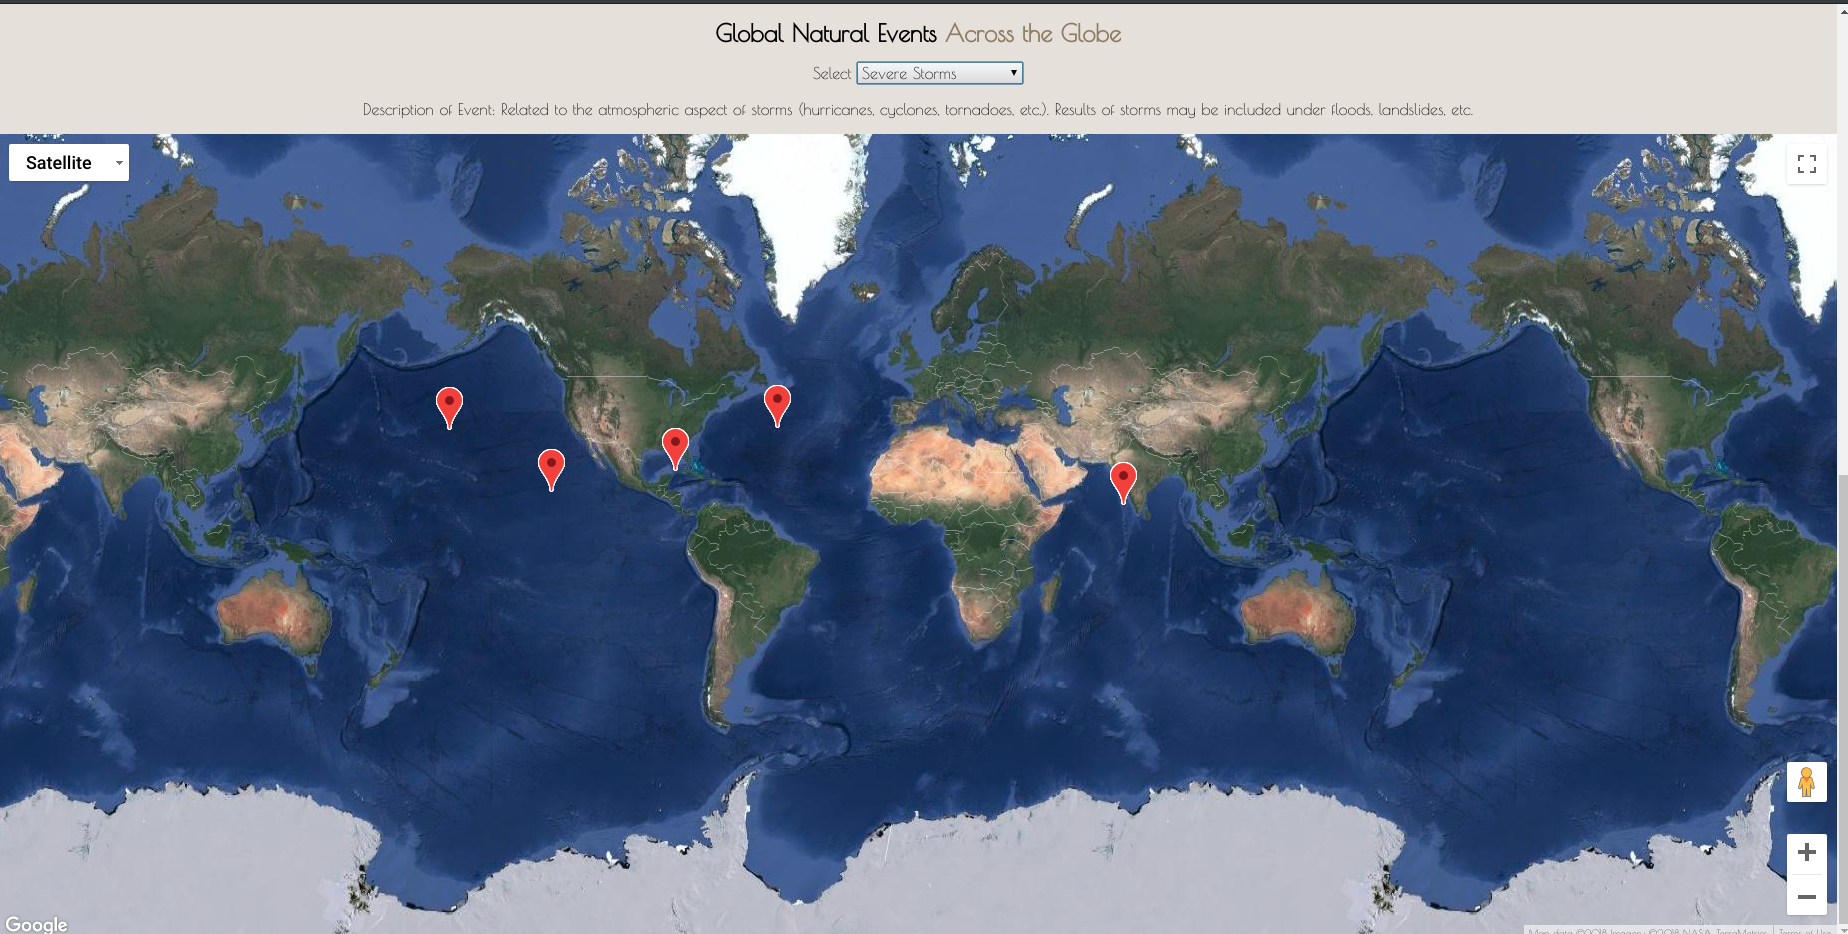 Global Natural Events Across the Globe
Select Severe Storms
Description of Event: Related to the atmospheric aspect of storms (hurricanes, cyclones, tornadoes, etc.). Results of storms may be included under floods, landslides, etc.
Satellite
Google
Map data ©2018 Imagery ©2018 NASA, TerraMetrics Terms of Use